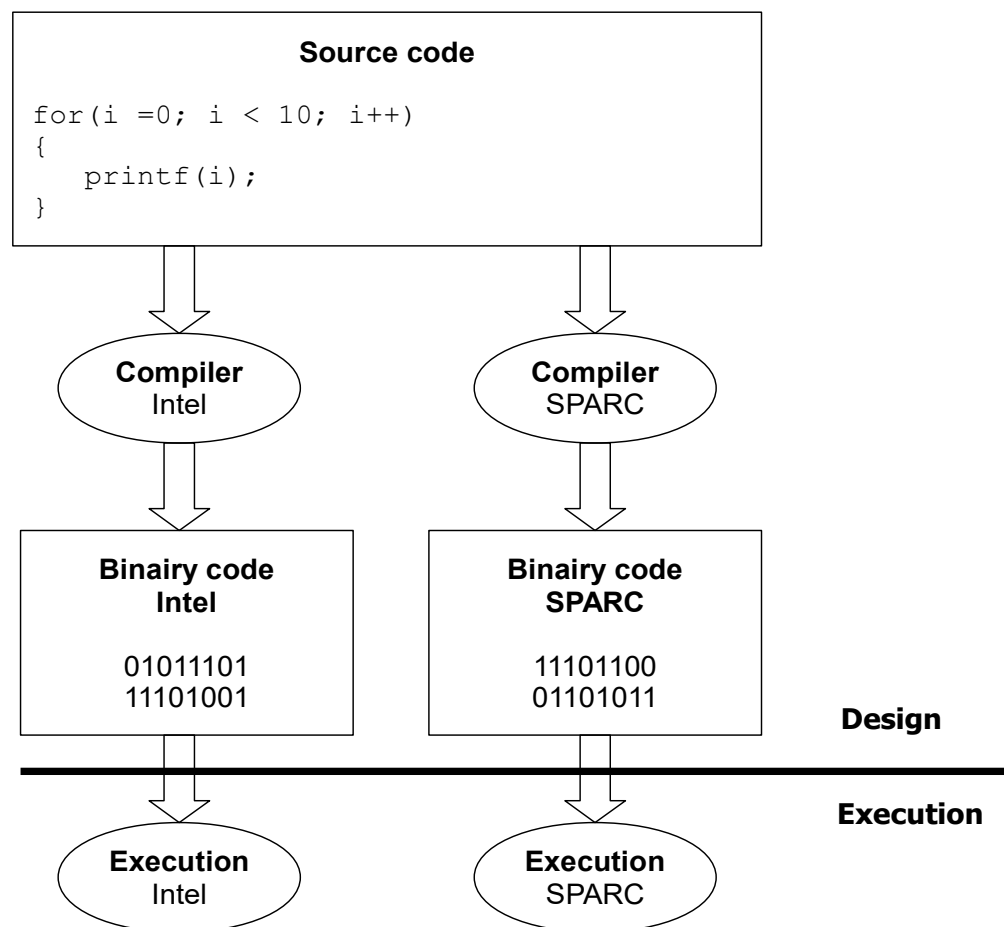 Source code
for(i =0; i < 10; i++)
{
   printf(i);
}
Compiler
Intel
Compiler
SPARC
Binairy code
Intel
01011101
11101001
Binairy code
SPARC
11101100
01101011
Design
Execution
Execution
Intel
Execution
SPARC